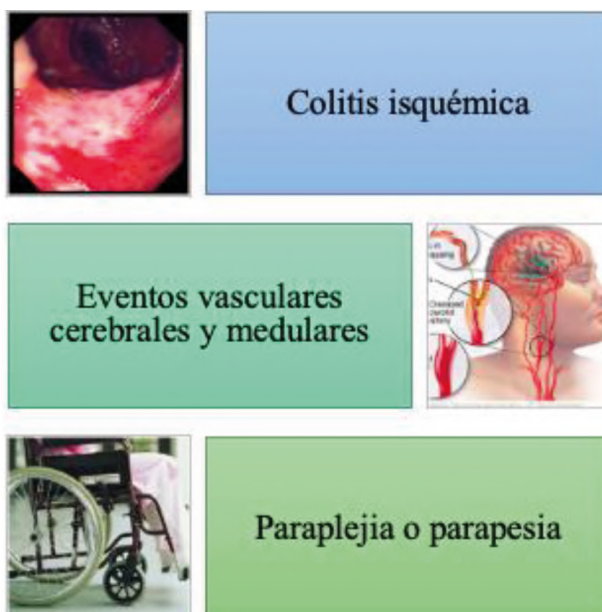 Colitis isquémica
Eventos vasculares
cerebrales y medulares
Paraplejia o parapesia